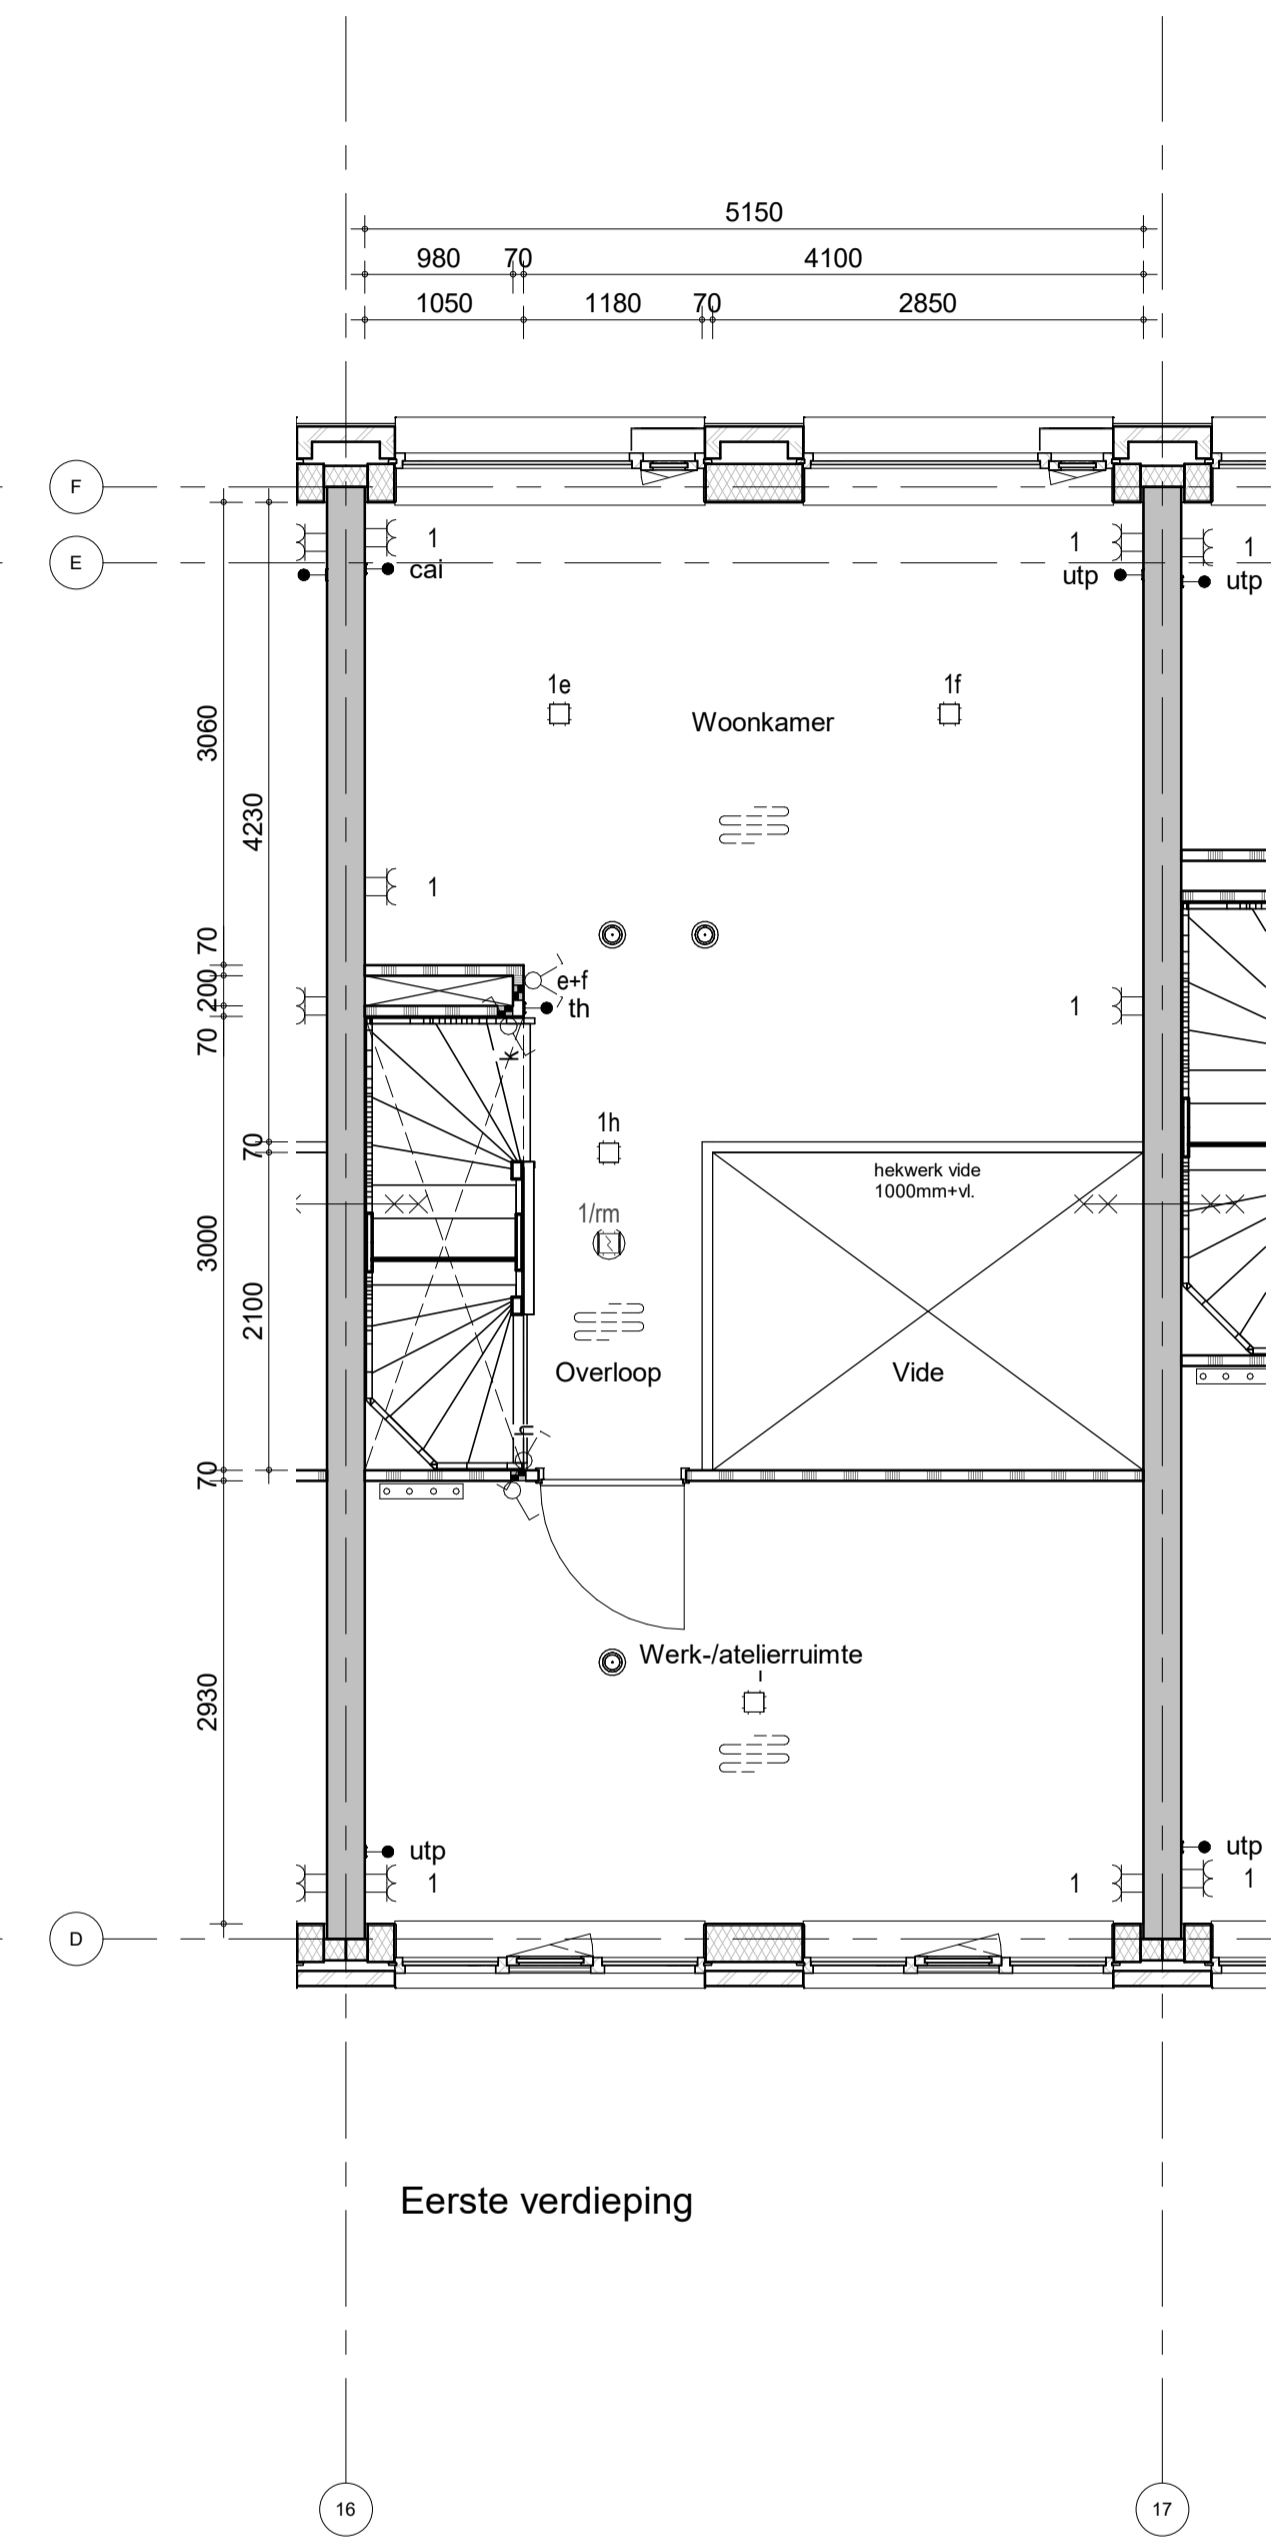 5150
980 70 4100
1050 1180 70 2850
F
E
1
cai
1
utp
1
utp
1e
1f
Woonkamer
3060
4230
1
70
200
70
e+f
th
k
1
1h
70
hekwerk vide
1000mm+vl.
1/rm
3000
2100
Overloop
Vide
h
70
Werk-/atelierruimte
I
2930
utp
1
1
utp
1
D
Eerste verdieping
16
17